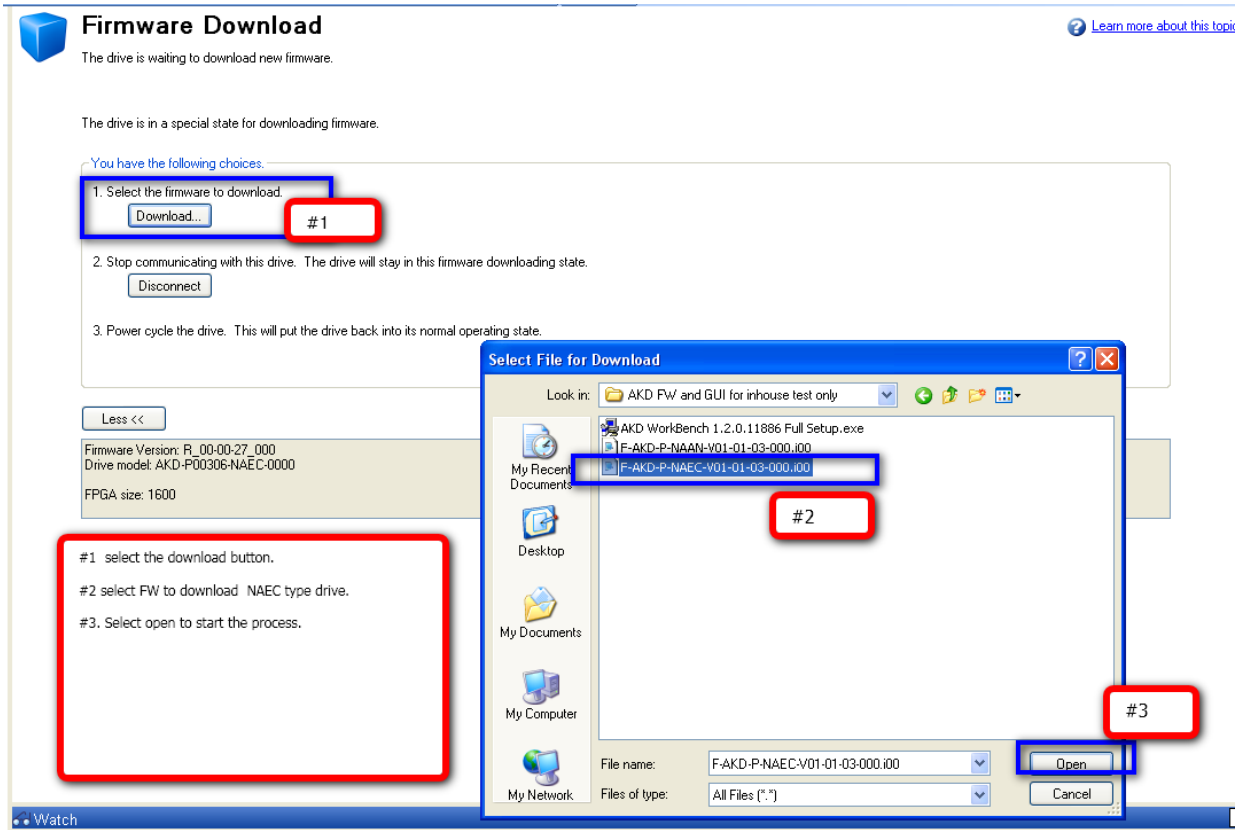 Firmware Download
Learn more about this topic
The drive is waiting to download new firmware.
The drive is in a special state for downloading firmware.
You have the following choices.
1. Select the firmware to download.
Download...
#1
2. Stop communicating with this drive. The drive will stay in this firmware downloading state.
Disconnect
3. Power cycle the drive. This will put the drive back into its normal operating state.
Less <<
Firmware Version: R_00-00-27_000
Drive model: AKD-P00306-NAEC-0000
FPGA size: 1600
#1 select the download button.
#2 select FW to download NAEC type drive.
#3. Select open to start the process.
Select File for Download
Look in:
AKD FW and GUI for inhouse test only
AKD WorkBench 1.2.0.11886 Full Setup.exe
F-AKD-P-NAAN-V01-01-03-000.i00
F-AKD-P-NAEC-V01-01-03-000.i00
#2
My Recent
Documents
Desktop
My Documents
My Computer
My Network
#3
File name:
F-AKD-P-NAEC-V01-01-03-000.i00
Open
Files of type:
All Files (*.*)
Cancel
Watch